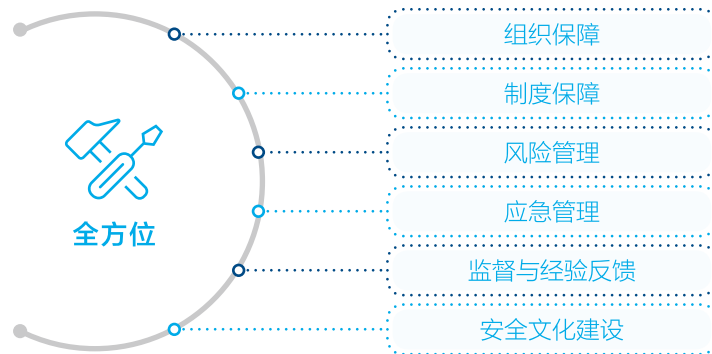 组织保障
制度保障
风险管理
应急管理
全方位
监督与经验反馈
安全文化建设